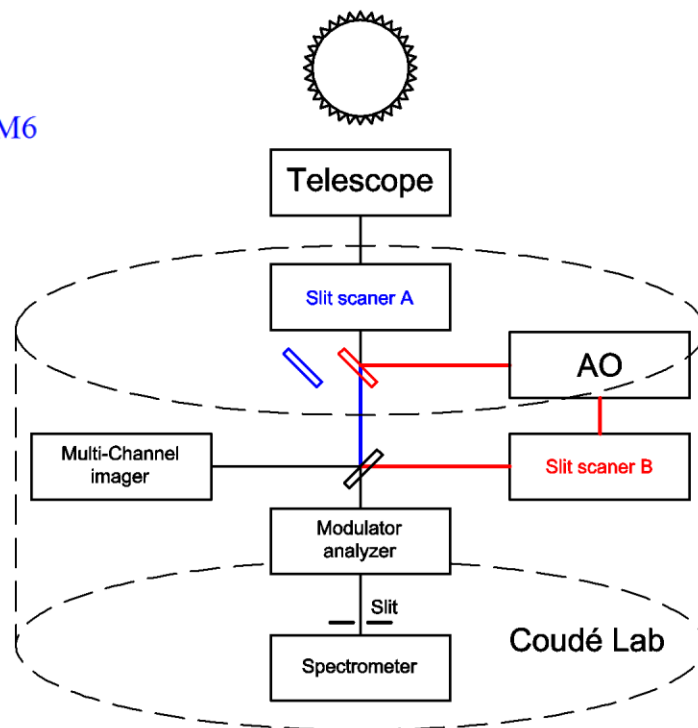 M6
Telescope
Slit scaner A
AO
Multi-Channel
imager
Slit scaner B
Modulator
analyzer
Slit
Coudé Lab
Spectrometer